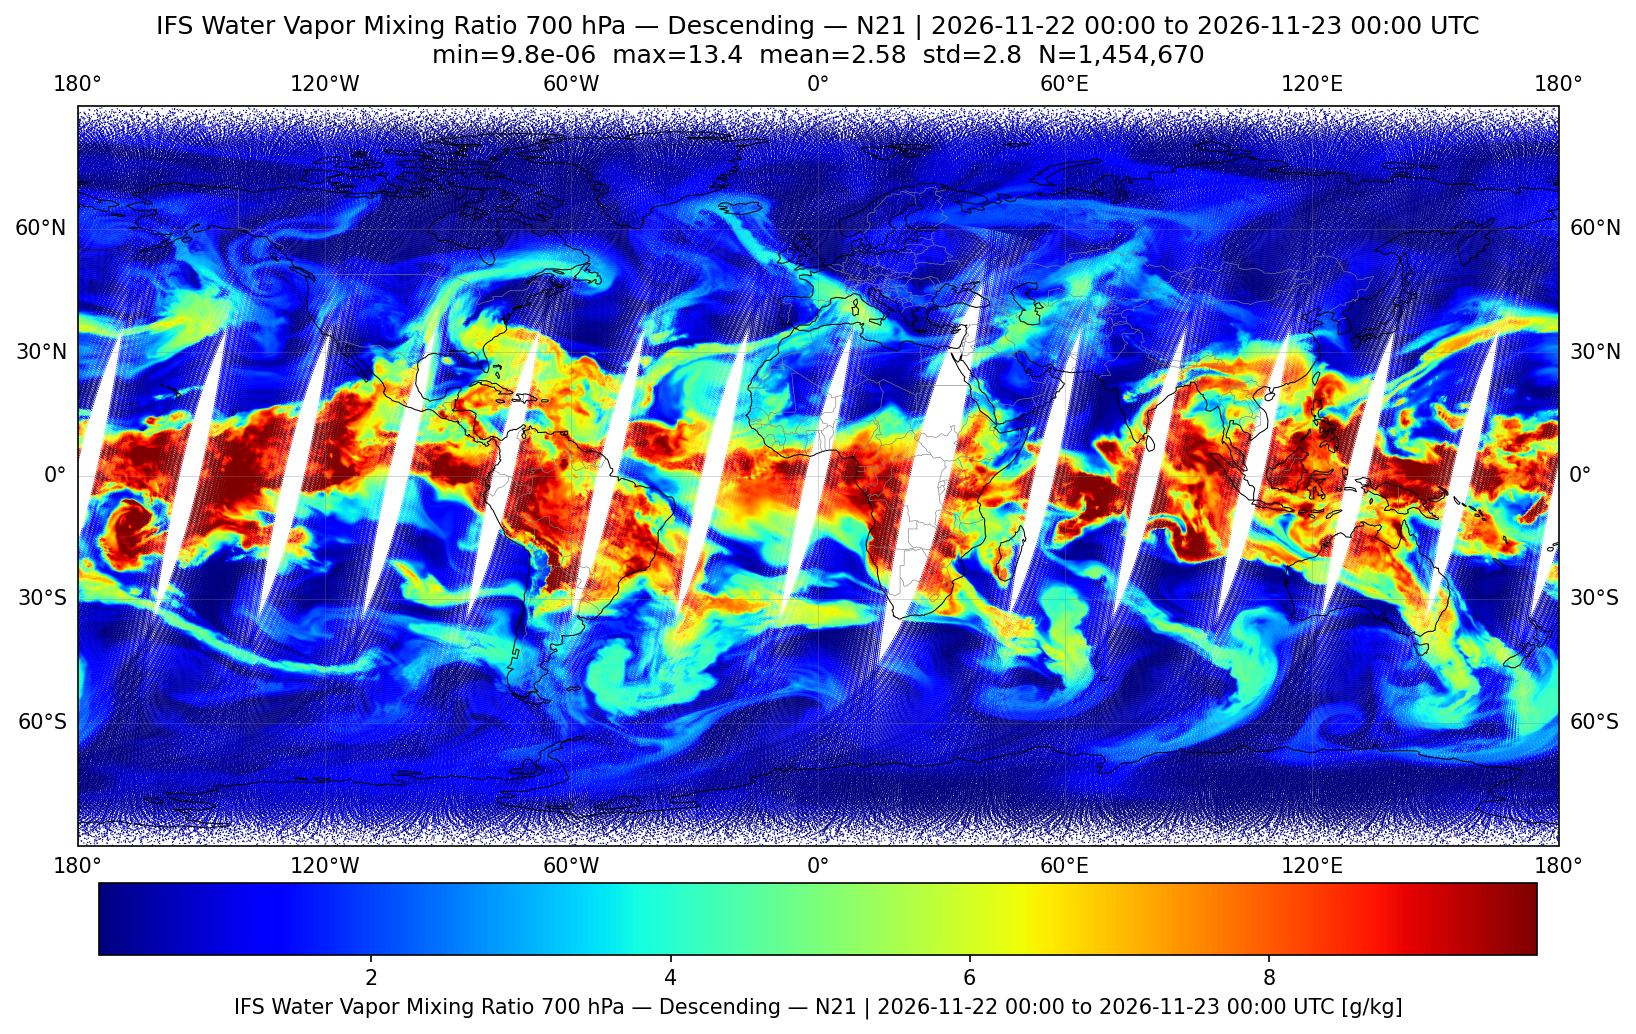 IFS Water Vapor Mixing Ratio 700 hPa — Descending — N21 | 2026-11-22 00:00 to 2026-11-23 00:00 UTC
min=9.8e-06  max=13.4  mean=2.58  std=2.8  N=1,454,670
180° 120°W 60°W 0° 60°E 120°E 180°
60°N 60°N
30°N 30°N
0° 0°
30°S 30°S
60°S 60°S
180° 120°W 60°W 0° 60°E 120°E 180°
2 4 6 8
IFS Water Vapor Mixing Ratio 700 hPa — Descending — N21 | 2026-11-22 00:00 to 2026-11-23 00:00 UTC [g/kg]